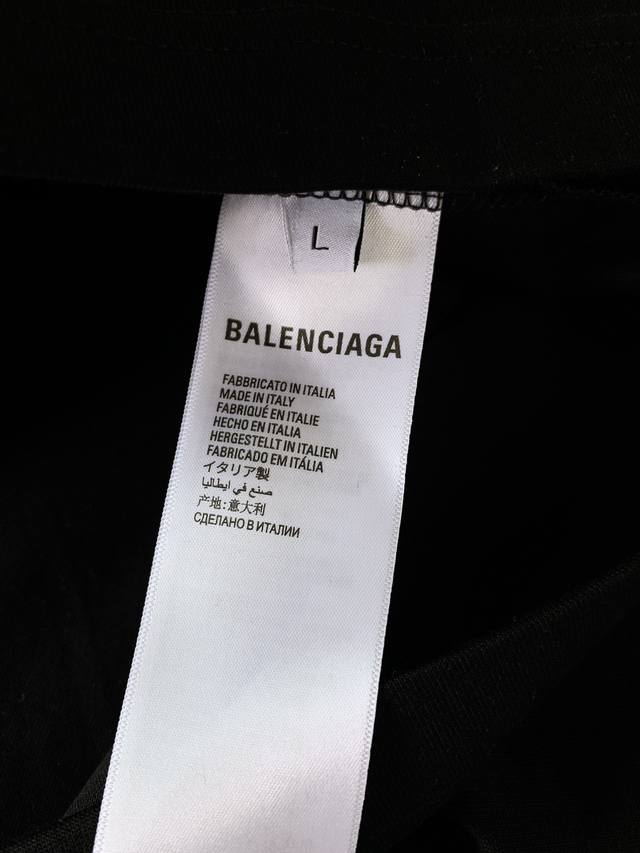 L
BALENCIAGA
FABBRICATO IN ITALIA
MADE IN ITALY
FABRIQUÉ EN ITALIE
HECHO EN ITALIA
HERGESTELLT IN ITALIEN
FABRICADO EM ITÁLIA
イタリア製
صنع في ايطاليا
产地:意大利
СДЕЛАНО В ИТАЛИИ